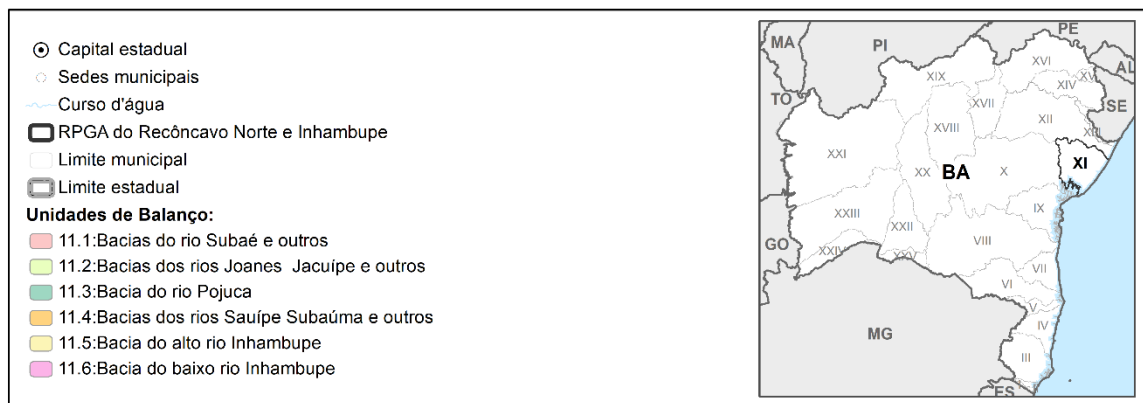 Capital estadual
Sedes municipais
Curso d'água
RPGA do Recôncavo Norte e Inhambupe
Limite municipal
Limite estadual
Unidades de Balanço:
11.1:Bacias do rio Subaé e outros
11.2:Bacias dos rios Joanes  Jacuípe e outros
11.3:Bacia do rio Pojuca
11.4:Bacias dos rios Sauípe Subaúma e outros
11.5:Bacia do alto rio Inhambupe
11.6:Bacia do baixo rio Inhambupe
MA
PI
PE
AL
SE
TO
GO
MG
ES
BA
XVI
XV
XIV
XIX
XVII
XII
XIII
XVIII
XI
XXI
XX
X
IX
XXIII
XXII
VIII
XXIV
XXV
VII
VI
V
IV
III